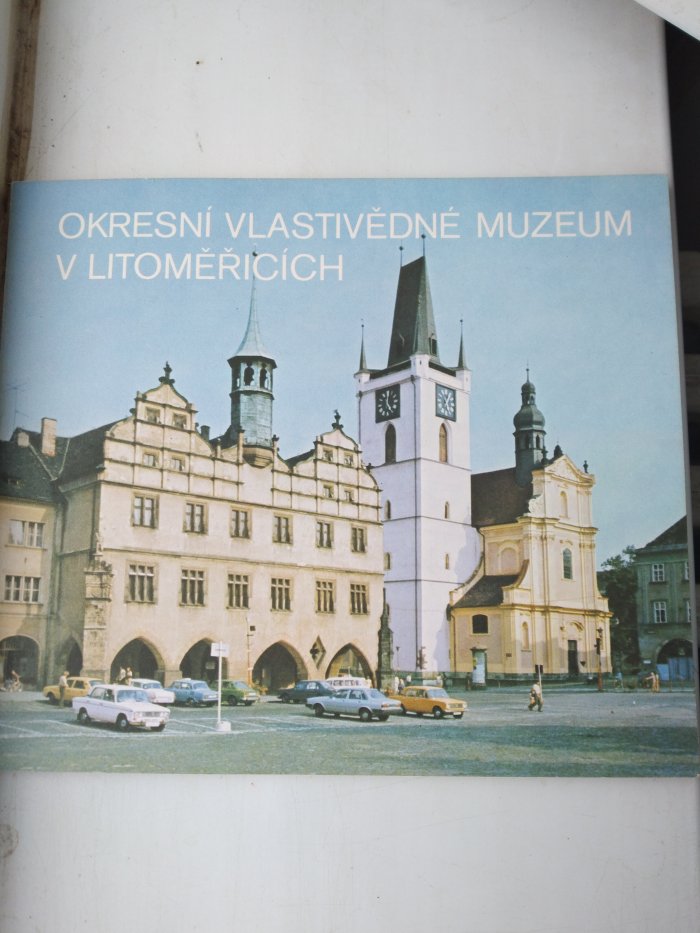 OKRESNÍ VLASTIVĚDNÉ MUZEUM
V LITOMĚŘICÍCH